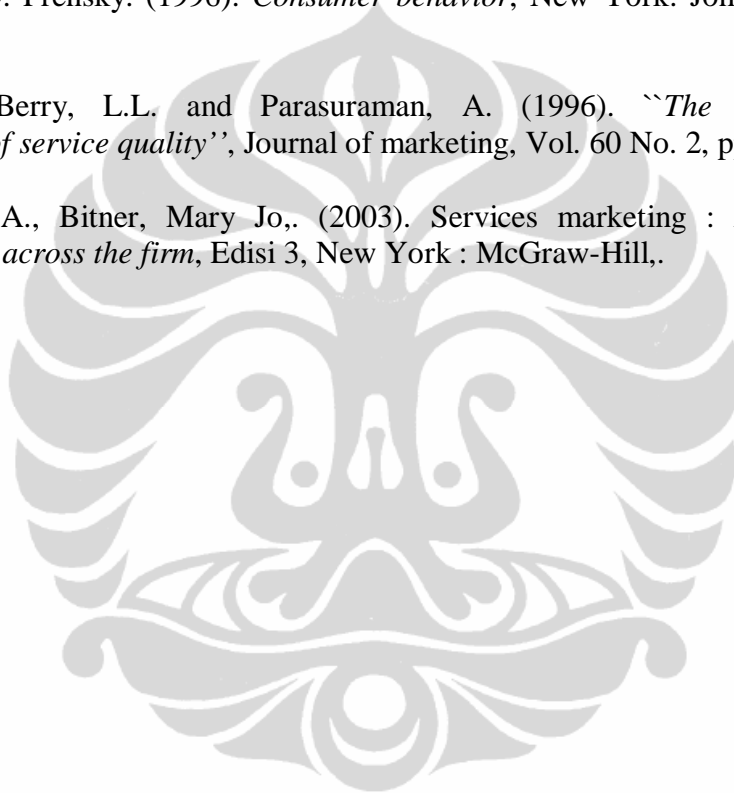 Prensky. (1996). Consumer behavior, New York: 
Berry, L.L. and Parasuraman, A. (1996). ``The
of service quality’’, Journal of marketing, Vol. 60 No. 2,
A., Bitner, Mary Jo,. (2003). Services marketing :
across the firm, Edisi 3, New York : McGraw-Hill,.